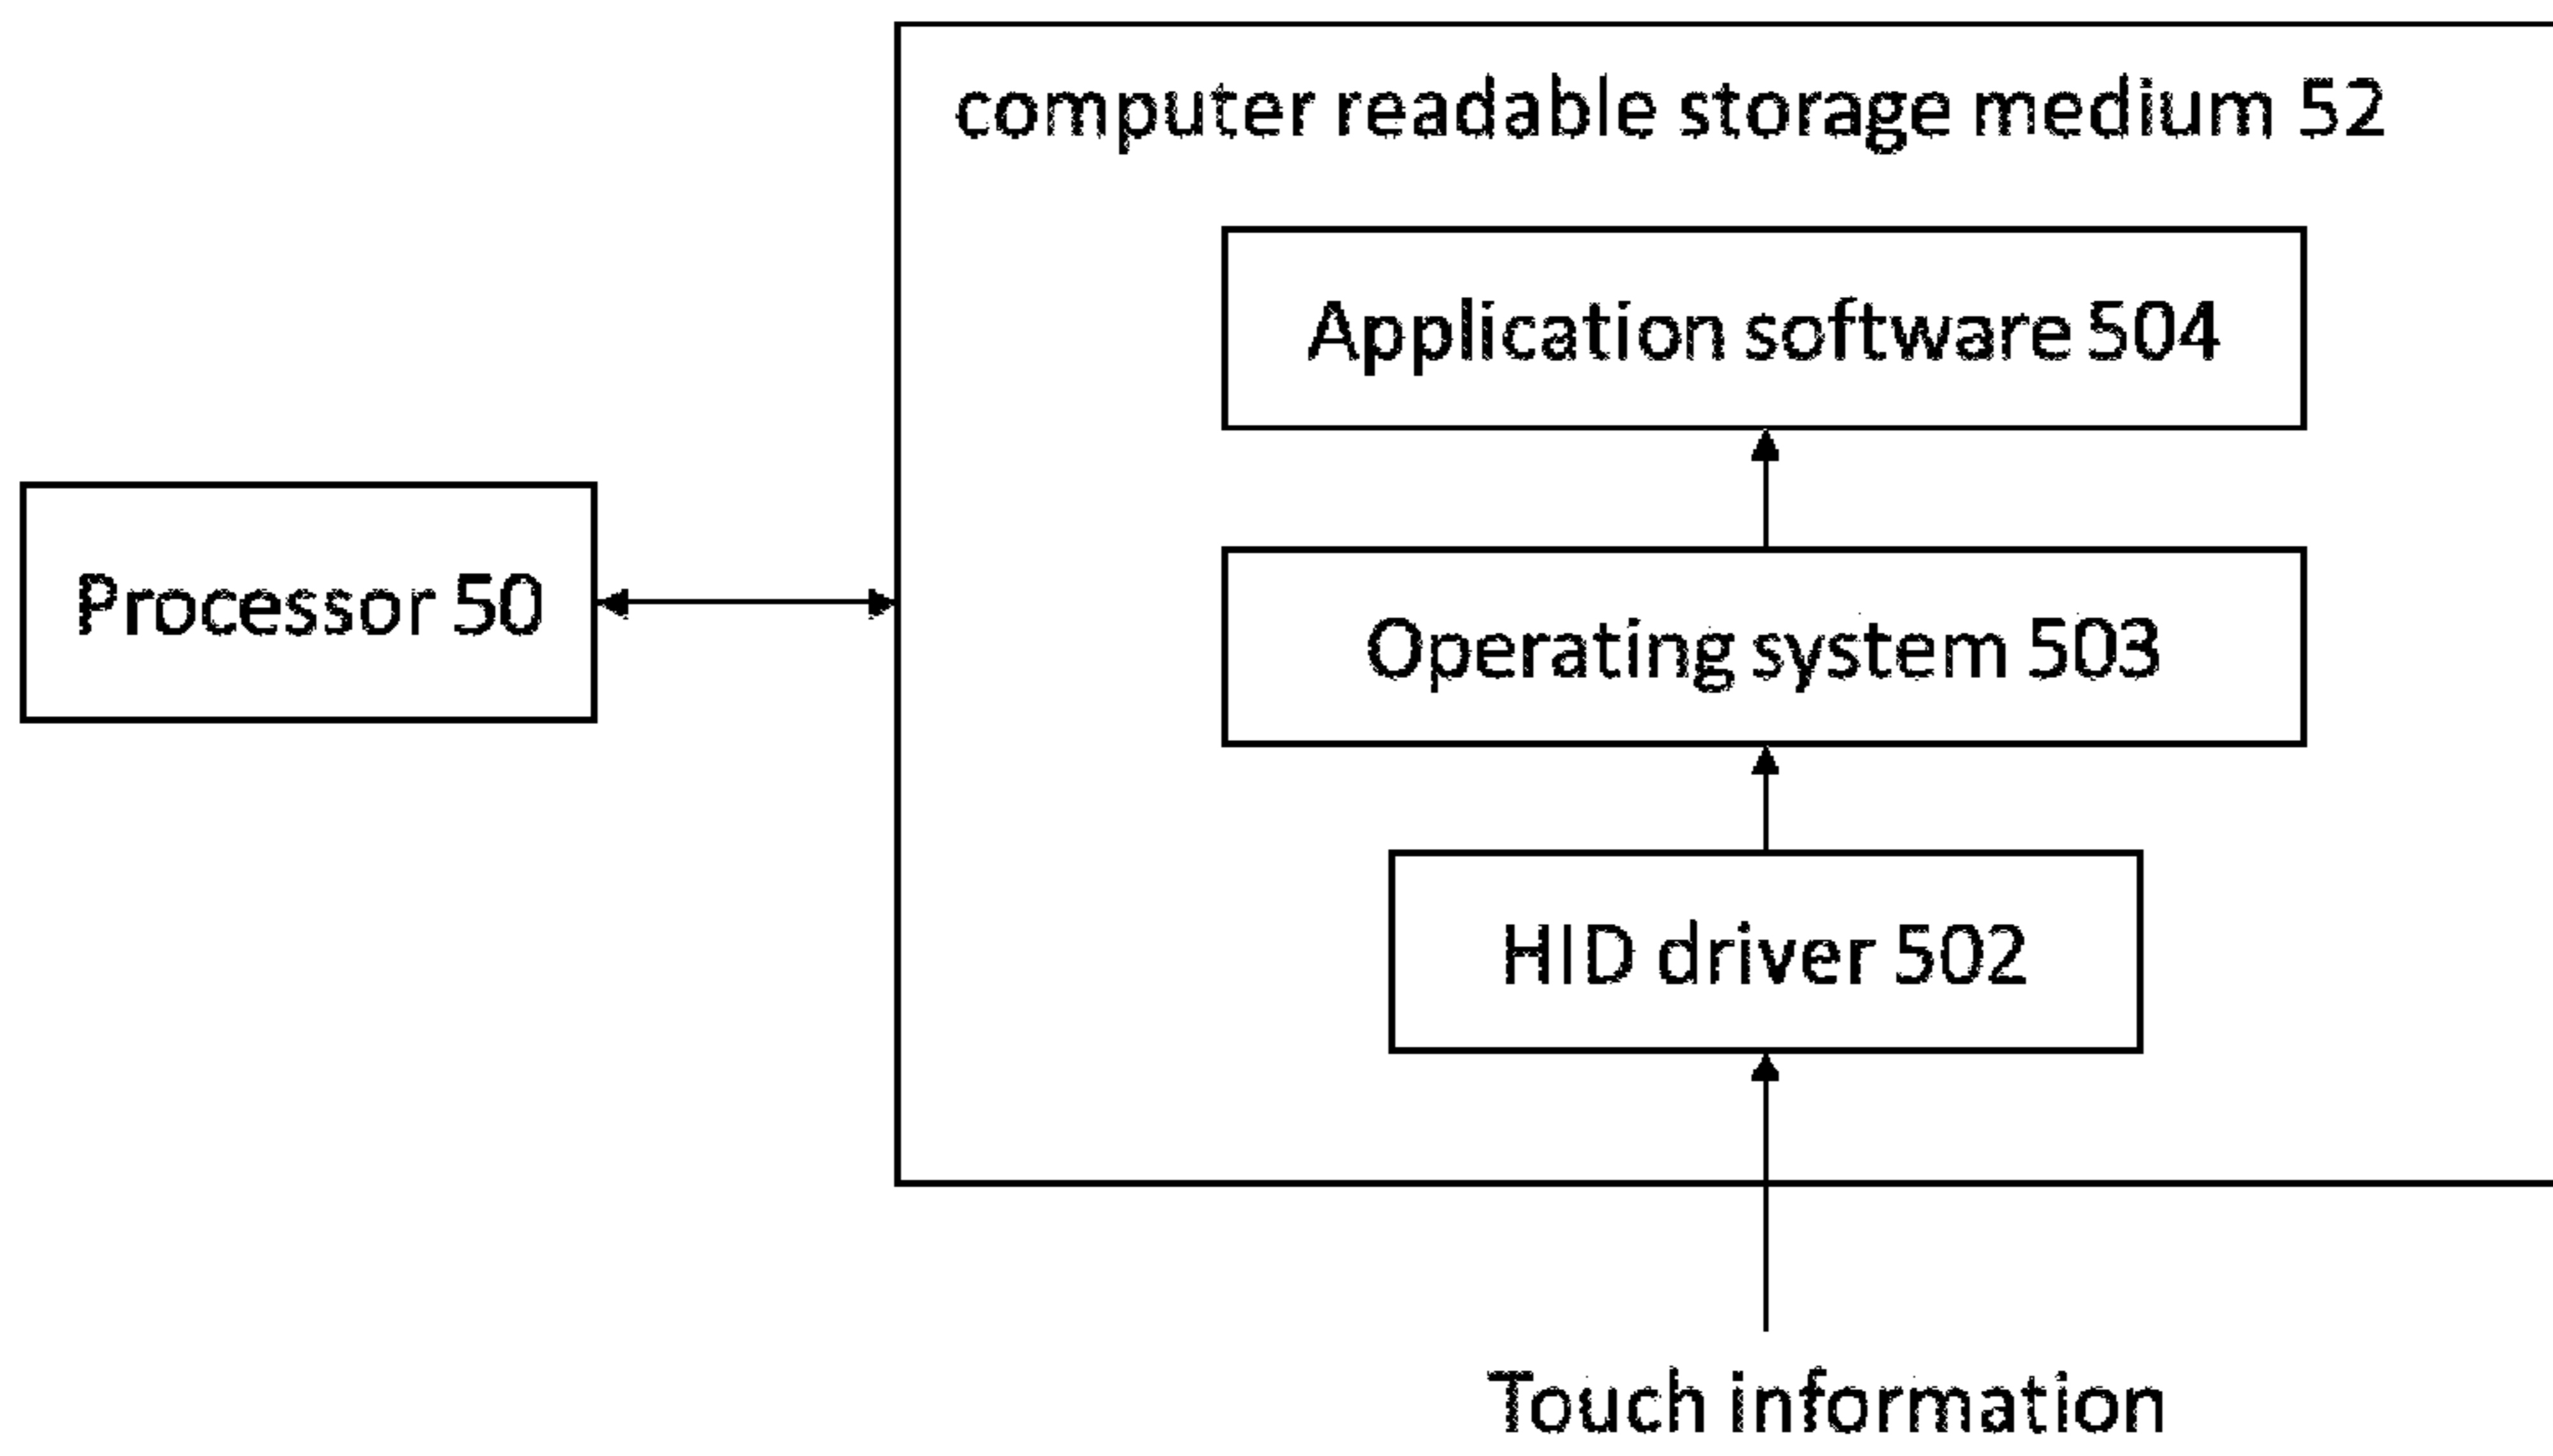 computer readable storage medium 52
Application software 504
Processor 50
Operating system 503
HID driver 502
Touch information